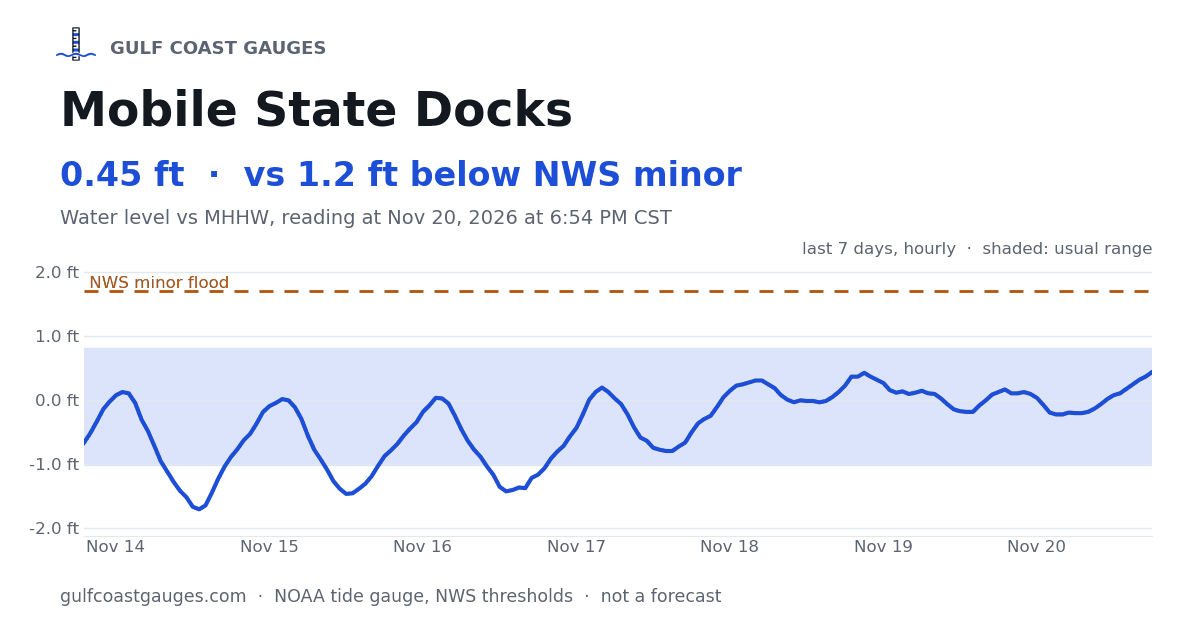 GULF COAST GAUGES
Mobile State Docks
0.45 ft · vs 1.2 ft below NWS minor
Water level vs MHHW, reading at Nov 20, 2026 at 6:54 PM CST
last 7 days, hourly · shaded: usual range
2.0 ft
NWS minor flood
1.0 ft
0.0 ft
-1.0 ft
-2.0 ft
Nov 14 Nov 15 Nov 16 Nov 17 Nov 18 Nov 19 Nov 20
gulfcoastgauges.com · NOAA tide gauge, NWS thresholds · not a forecast